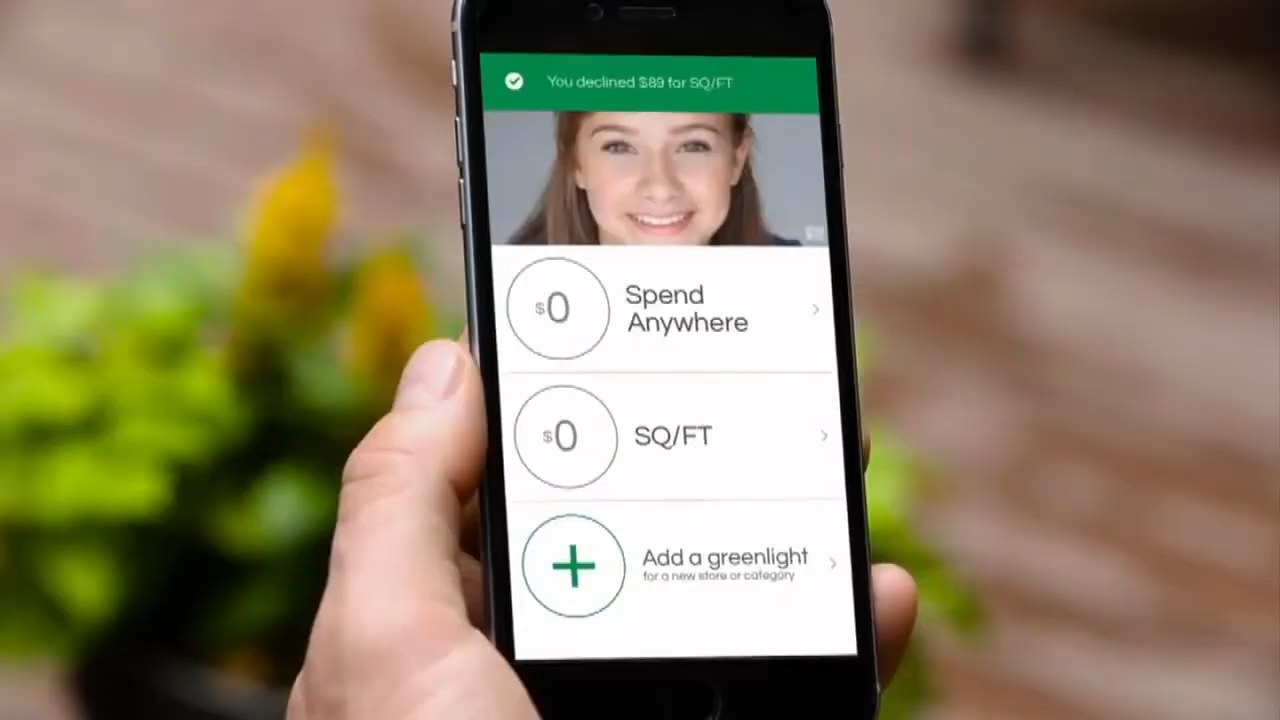 You declined $89 for SQ/FT
$0
Spend
Anywhere
$0
SQ/FT
Add a greenlight
for a new store or category